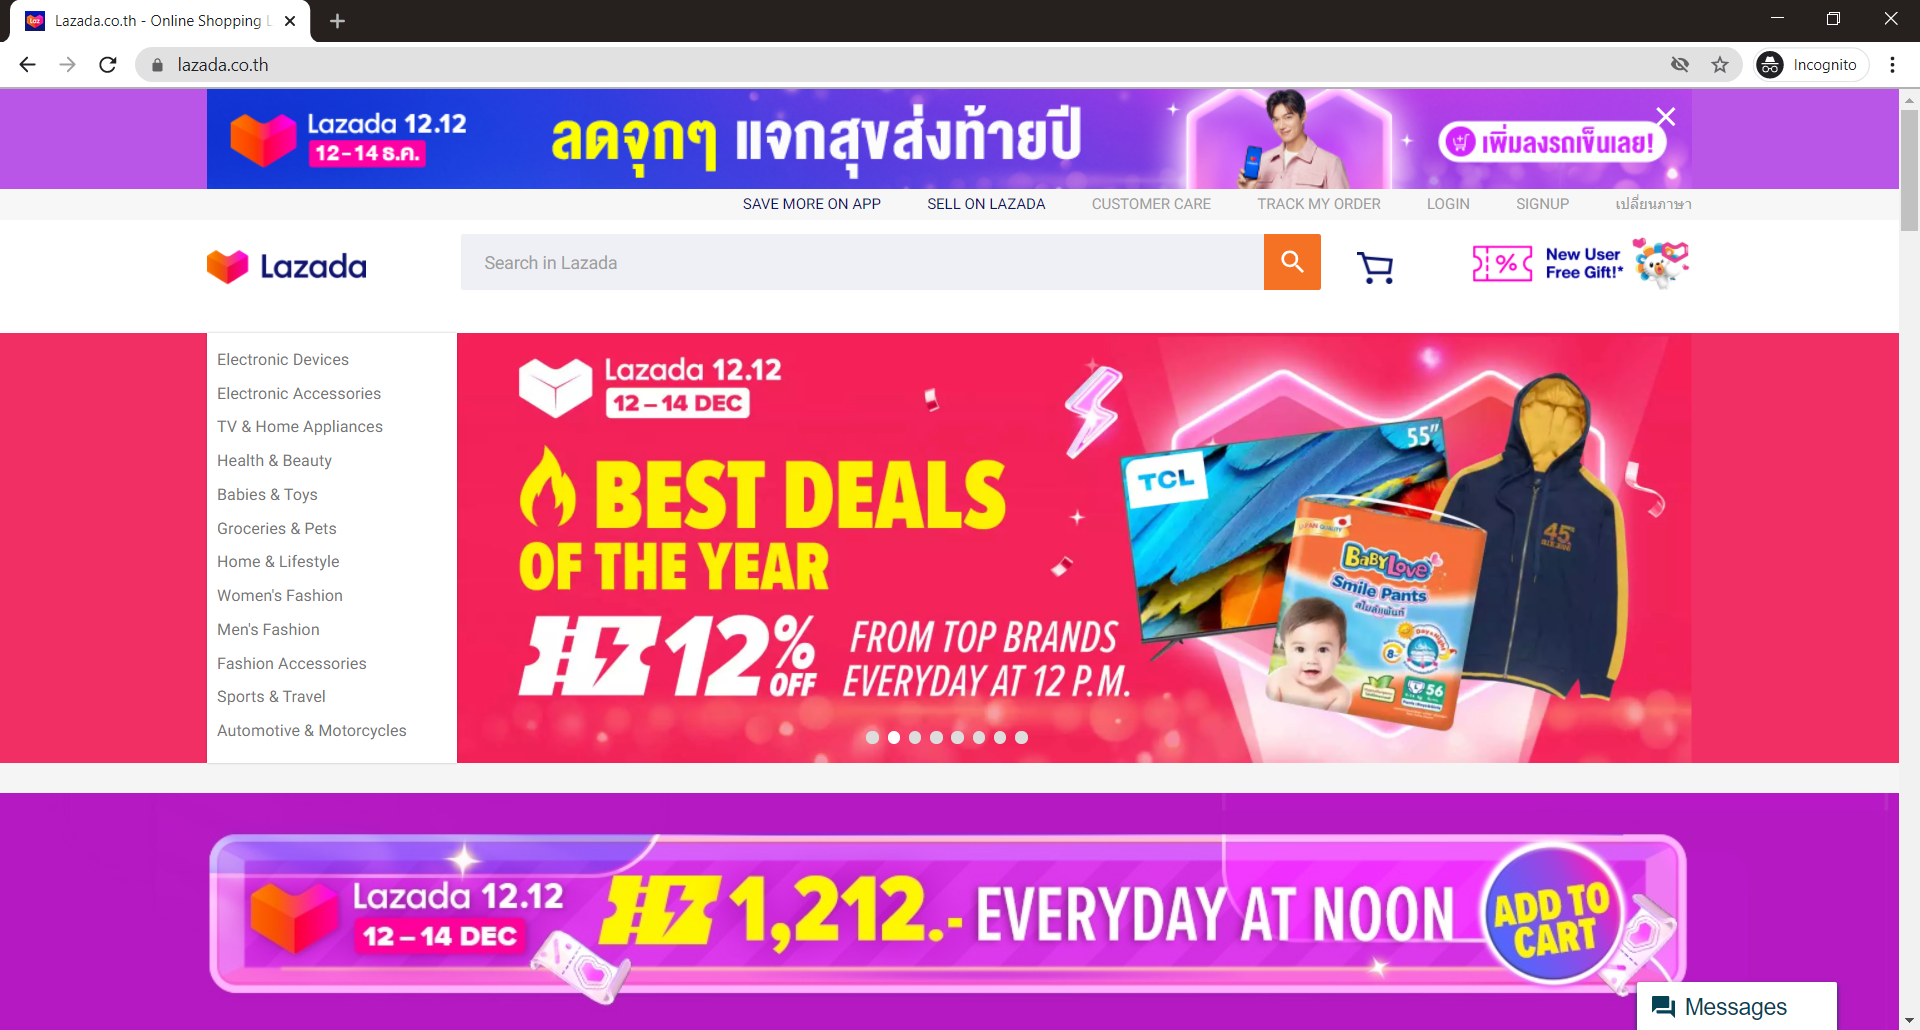 Lazada.co.th - Online Shopping L
lazada.co.th
Incognito
Lazada 12.12
12-14 ธ.ค.
ลดจุกๆ แจกสุขส่งท้ายปี
เพิ่มลงรถเข็นเลย!
SAVE MORE ON APP
SELL ON LAZADA
CUSTOMER CARE
TRACK MY ORDER
LOGIN
SIGNUP
เปลี่ยนภาษา
Lazada
Search in Lazada
%
New User
Free Gift!*
Electronic Devices
Electronic Accessories
TV & Home Appliances
Health & Beauty
Babies & Toys
Groceries & Pets
Home & Lifestyle
Women's Fashion
Men's Fashion
Fashion Accessories
Sports & Travel
Automotive & Motorcycles
Lazada 12.12
12 – 14 DEC
BEST DEALS
OF THE YEAR
12% OFF
FROM TOP BRANDS
EVERYDAY AT 12 P.M.
55"
TCL
BabyLove
Smile Pants
56
45
Lazada 12.12
12 – 14 DEC
1,212.-
EVERYDAY AT NOON
ADD TO
CART
Messages